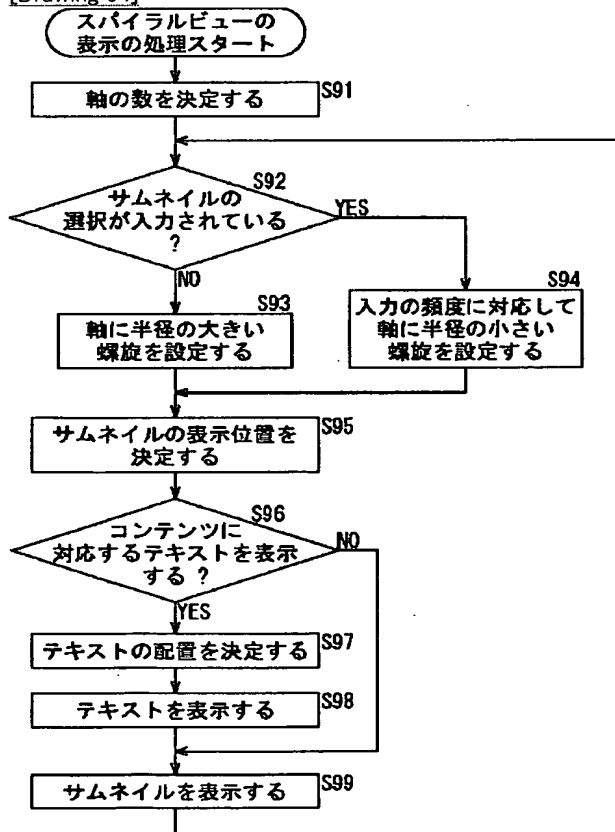 スパイラルビューの
表示の処理スタート
軸の数を決定する
S91
サムネイルの
選択が入力されている
?
S92
YES
NO
軸に半径の大きい
螺旋を設定する
S93
入力の頻度に対応して
軸に半径の小さい
螺旋を設定する
S94
サムネイルの表示位置を
決定する
S95
コンテンツに
対応するテキストを表示
する ?
S96
NO
YES
テキストの配置を決定する
S97
テキストを表示する
S98
サムネイルを表示する
S99